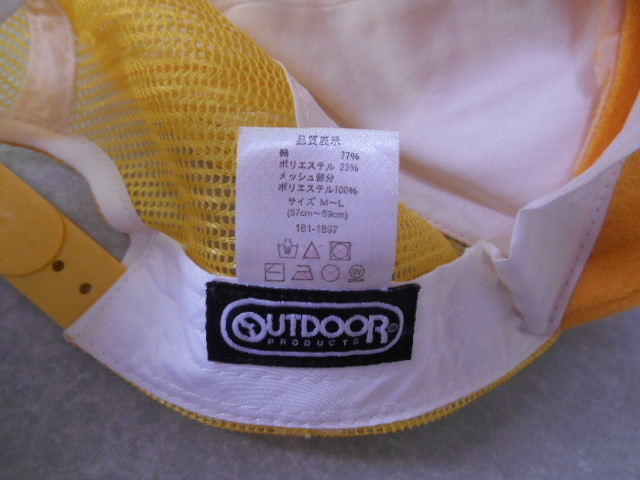 品質表示
綿 77%
ポリエステル 23%
メッシュ部分
ポリエステル100%
サイズ M～L
(57cm～59cm)
181-1897
W
OUTDOOR®
PRODUCTS